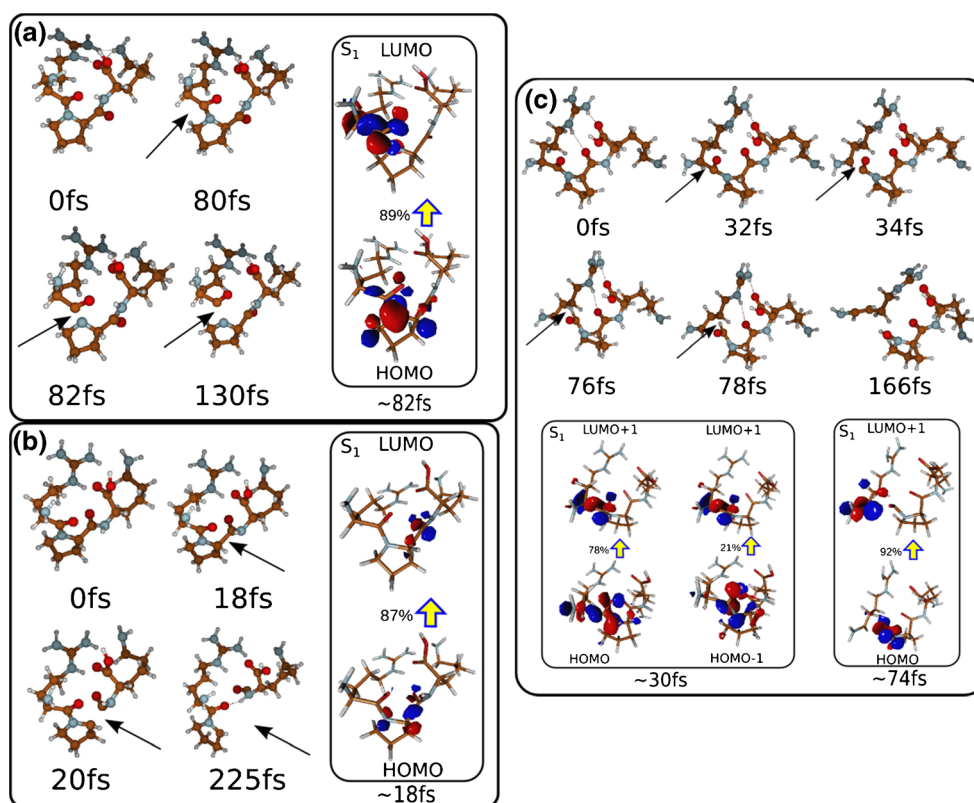 (a)
0fs
80fs
82fs
130fs
S1
LUMO
89%
HOMO
~82fs
(b)
0fs
18fs
20fs
225fs
S1
LUMO
87%
HOMO
~18fs
(c)
0fs
32fs
34fs
76fs
78fs
166fs
S1
LUMO+1
LUMO+1
78%
21%
HOMO
HOMO-1
~30fs
S1
LUMO+1
92%
HOMO
~74fs